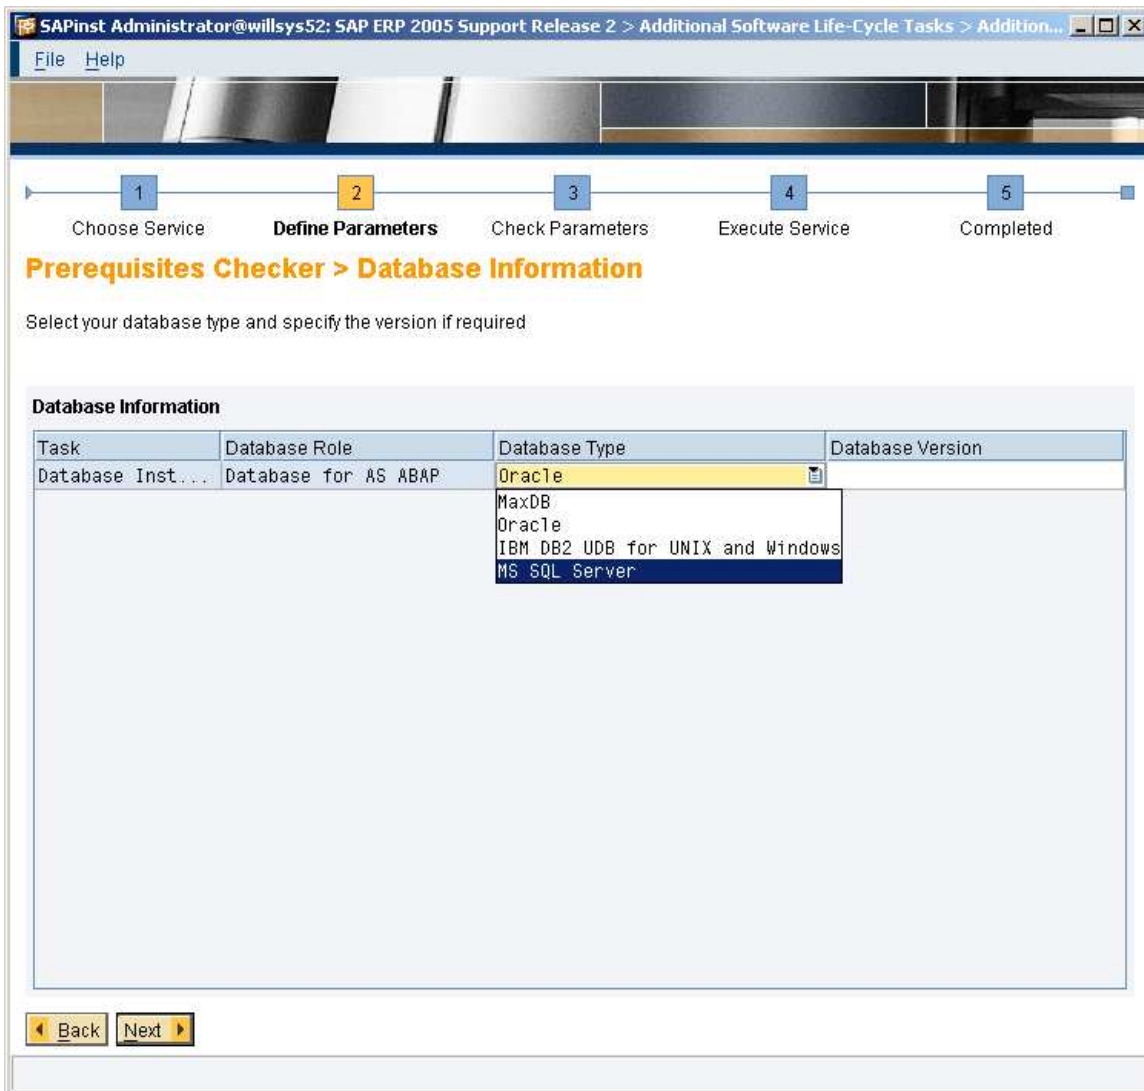 SAPinst Administrator@willsys52: SAP ERP 2005 Support Release 2 > Additional Software Life-Cycle Tasks > Addition...
File Help
1 2 3 4 5
Choose Service Define Parameters Check Parameters Execute Service Completed
Prerequisites Checker > Database Information
Select your database type and specify the version if required
Database Information
Task Database Role Database Type Database Version
Database Inst... Database for AS ABAP Oracle
MaxDB
Oracle
IBM DB2 UDB for UNIX and Windows
MS SQL Server
Back Next